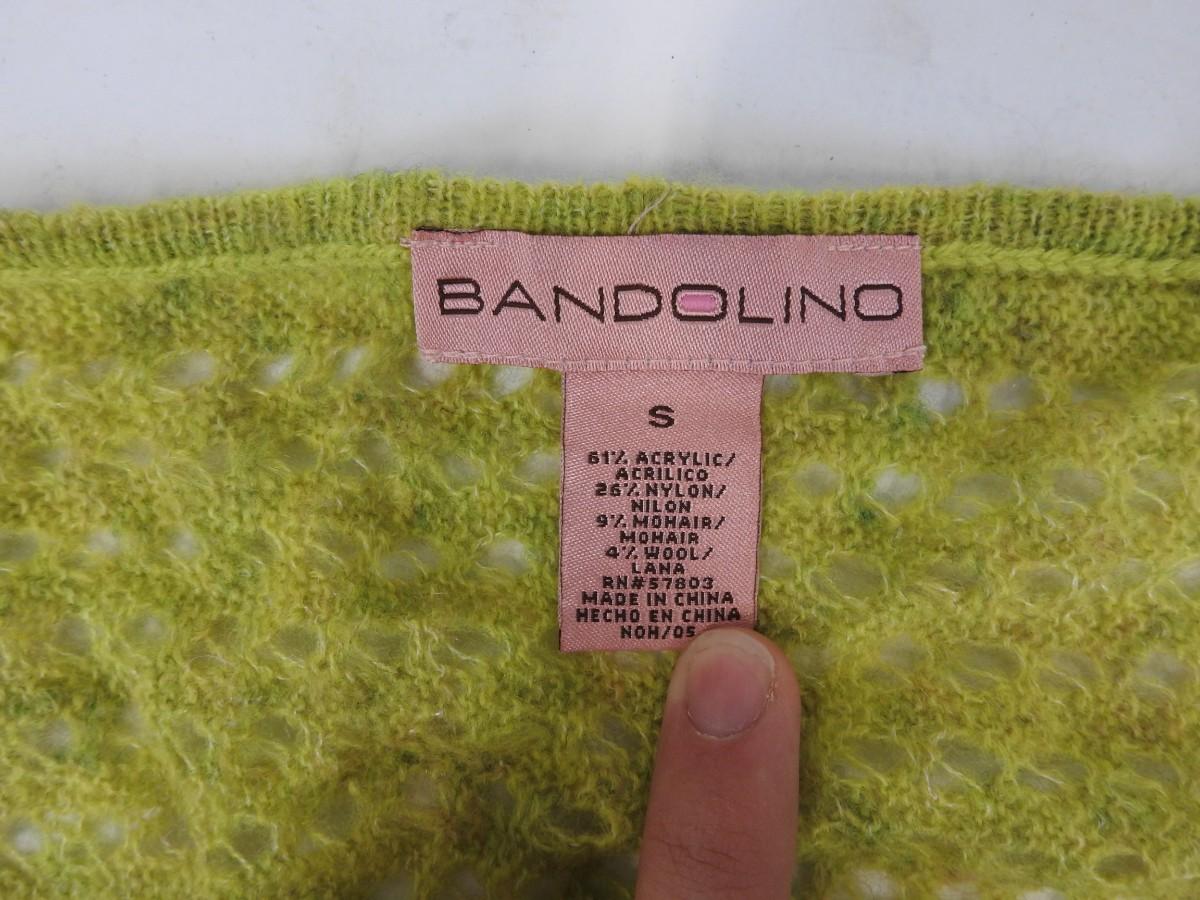 BANDOLINO
S
61% ACRYLIC/
ACRILICO
26% NYLON/
NILON
9% MOHAIR/
MOHAIR
4% WOOL/
LANA
RN#57803
MADE IN CHINA
HECHO EN CHINA
NOH/05